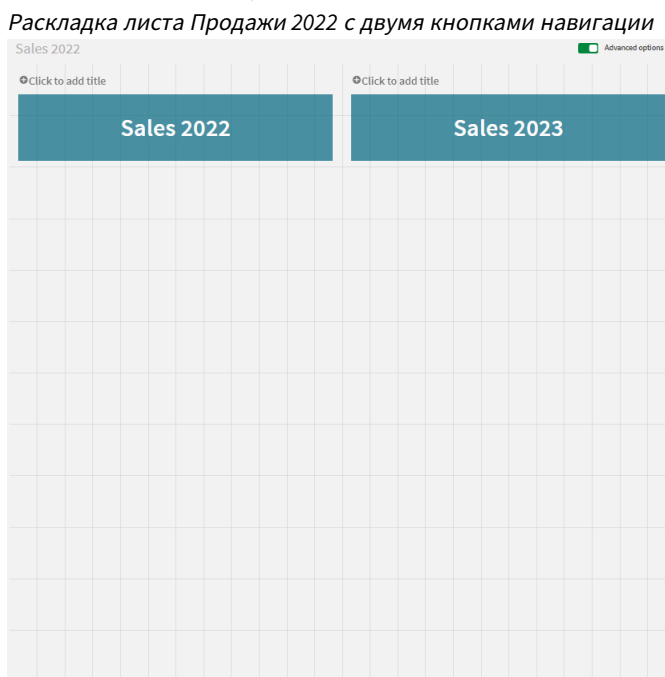 Раскладка листа Продажи 2022 с двумя кнопками навигации
Sales 2022
Advanced options
Click to add title
Click to add title
Sales 2022
Sales 2023